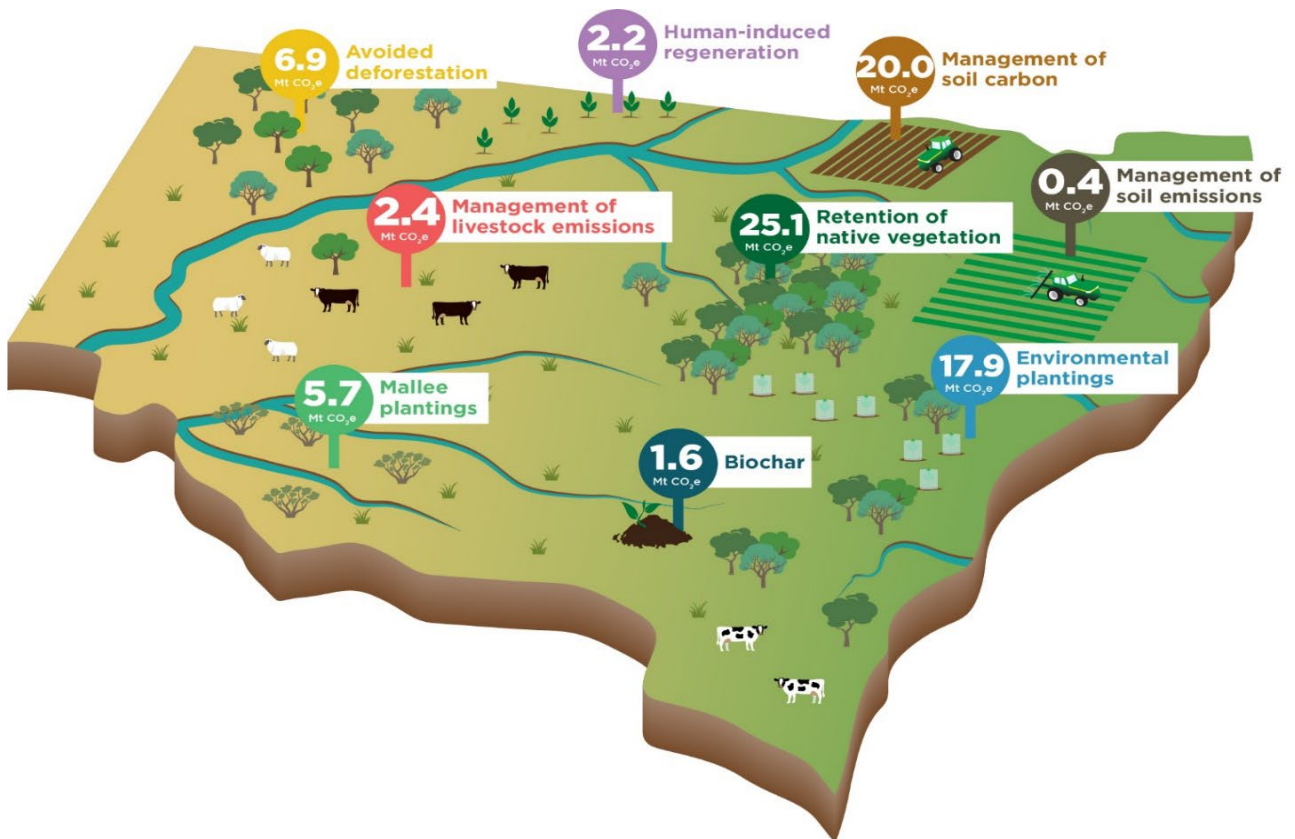 6.9
Mt CO₂e
Avoided
deforestation
2.2
Mt CO₂e
Human-induced
regeneration
20.0
Mt CO₂e
Management
of soil carbon
0.4
Mt CO₂e
Management of
soil emissions
2.4
Mt CO₂e
Management of
livestock emissions
25.1
Mt CO₂e
Retention of
native vegetation
5.7
Mt CO₂e
Mallee
plantings
17.9
Mt CO₂e
Environmental
plantings
1.6
Mt CO₂e
Biochar